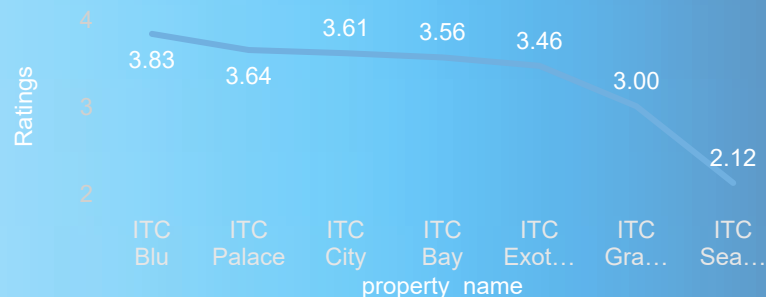 4
3
2
Ratings
3.83
3.64
3.61
3.56
3.46
3.00
2.12
ITC
Blu
ITC
Palace
ITC
City
ITC
Bay
ITC
Exot…
ITC
Gra…
ITC
Sea…
property_name